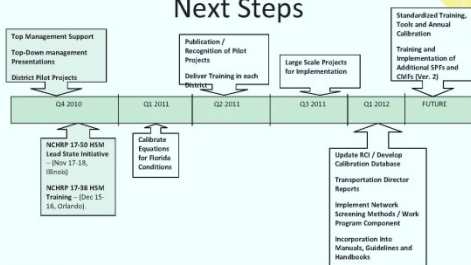 Next Steps
Top Management Support
Top-Down management
Presentations
District Pilot Projects
Publication /
Recognition of Pilot
Projects
Deliver Training in each
District
Large Scale Projects
for Implementation
Standardized Training,
Tools and Annual
Calibration
Training and
Implementation of
Additional SPFs and
CMFs (Ver. 2)
Q4 2010
Q1 2011
Q2 2011
Q3 2011
Q1 2012
FUTURE
NCHRP 17-50 HSM
Lead State Initiative
– (Nov 17-18,
Illinois)
NCHRP 17-38 HSM
Training – (Dec 15-
16, Orlando).
Calibrate
Equations
for Florida
Conditions
Update RCI / Develop
Calibration Database
Transportation Director
Reports
Implement Network
Screening Methods / Work
Program Component
Incorporation Into
Manuals, Guidelines and
Handbooks